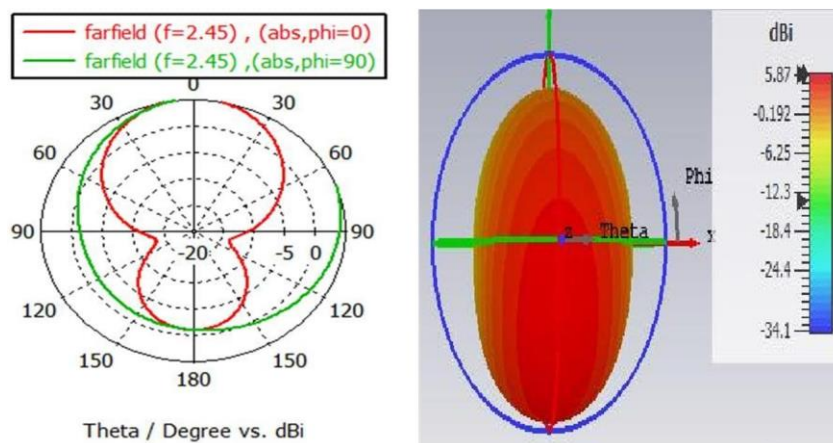 farfield (f=2.45) , (abs,phi=0)
farfield (f=2.45) ,(abs,phi=90)
0
30 30
60 60
90 90
-20 -5 0
120 120
150 150
180
Theta / Degree vs. dBi
dBi
5.87
-0.192
-6.25
-12.3
-18.4
-24.4
-34.1
Phi
z Theta x